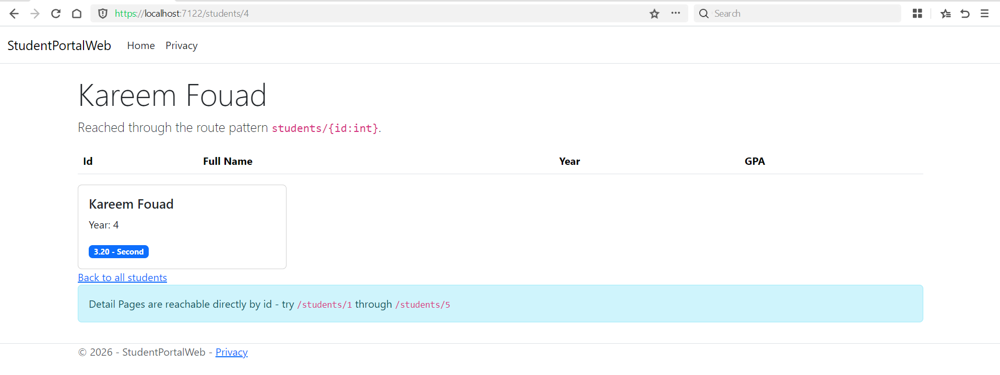 https://localhost:7122/students/4
Search
StudentPortalWeb Home Privacy
Kareem Fouad
Reached through the route pattern students/{id:int}.
Id Full Name Year GPA
Kareem Fouad
Year: 4
3.20 - Second
Back to all students
Detail Pages are reachable directly by id - try /students/1 through /students/5
© 2026 - StudentPortalWeb - Privacy